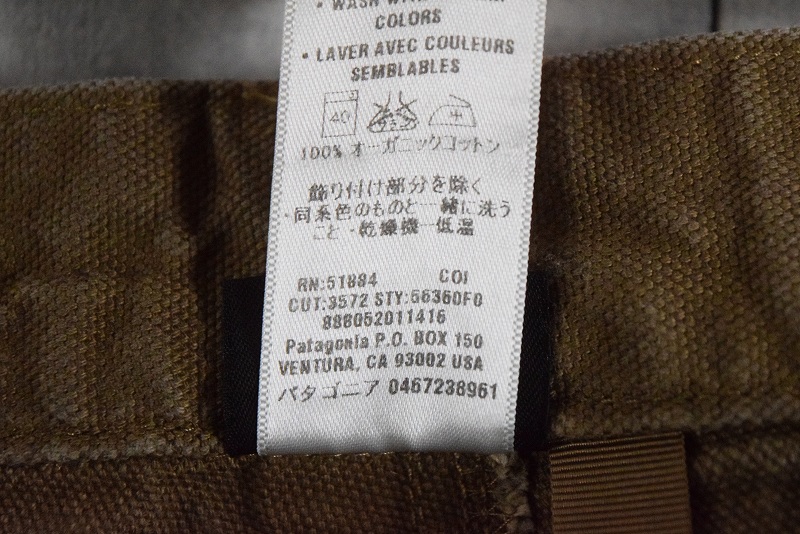 • WASH WITH
COLORS
• LAVER AVEC COULEURS
SEMBLABLES
40
100% オーガニックコットン
飾り付け部分を除く
・同系色のものと一緒に洗う
こと・乾燥機一低温
RN:51884 COI
CUT:3572 STY:56360F0
888052011416
Patagonia P.O. BOX 150
VENTURA, CA 93002 USA
パタゴニア 0467238961